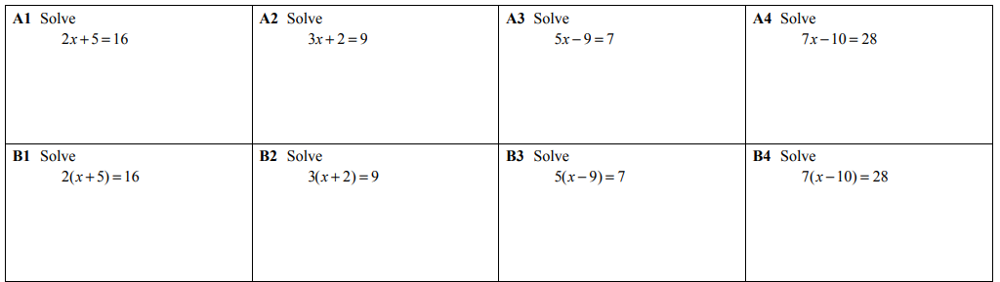 A1 Solve
2x+5=16
A2 Solve
3x+2=9
A3 Solve
5x−9=7
A4 Solve
7x−10=28
B1 Solve
2(x+5)=16
B2 Solve
3(x+2)=9
B3 Solve
5(x−9)=7
B4 Solve
7(x−10)=28